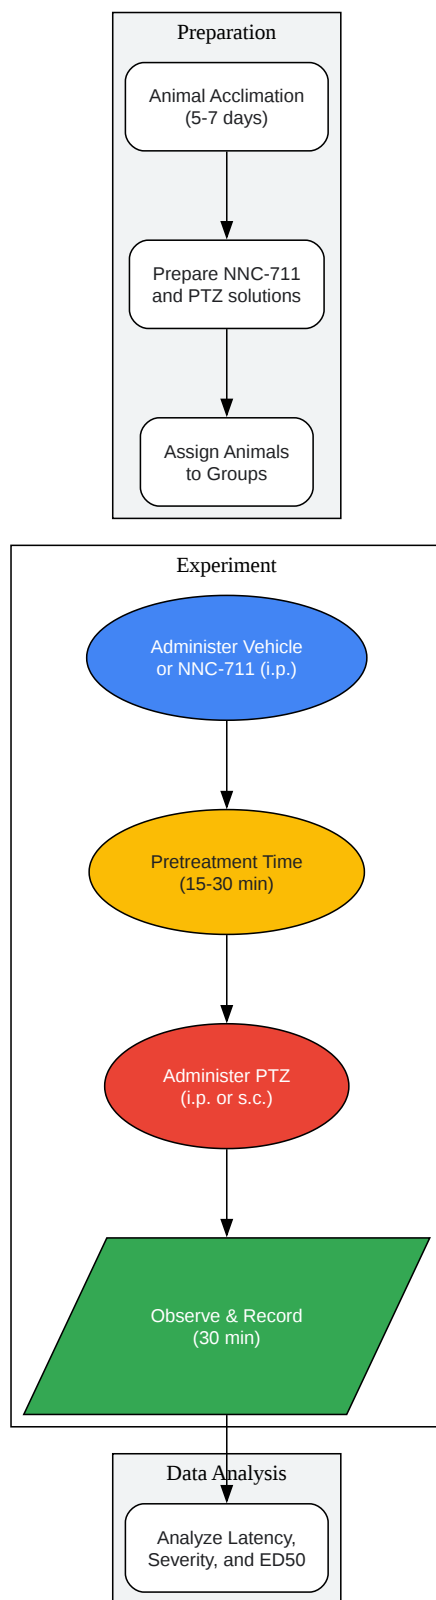 Preparation
Animal Acclimation
(5-7 days)
Prepare NNC-711
and PTZ solutions
Assign Animals
to Groups
Experiment
Administer Vehicle
or NNC-711 (i.p.)
Pretreatment Time
(15-30 min)
Administer PTZ
(i.p. or s.c.)
Observe & Record
(30 min)
Data Analysis
Analyze Latency,
Severity, and ED50